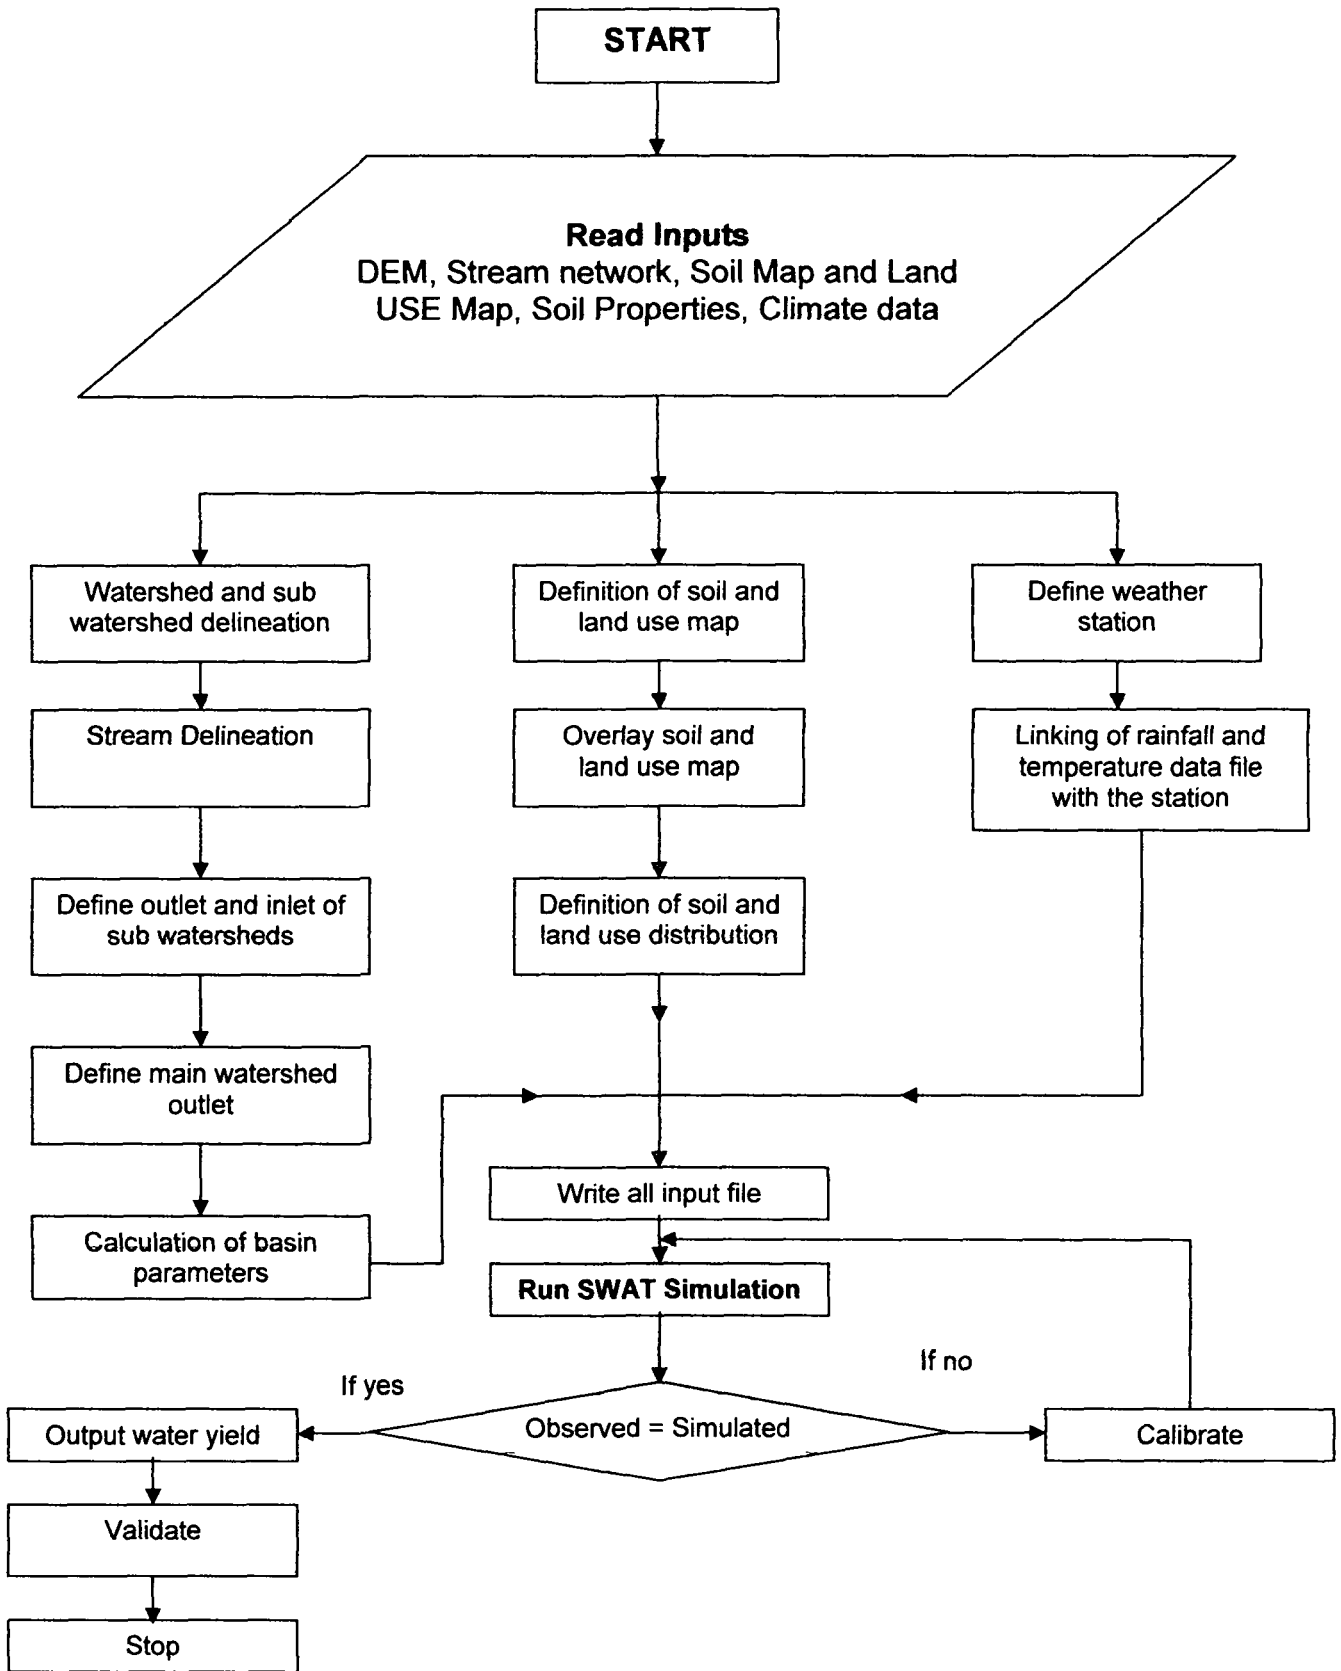 START
Read Inputs
DEM, Stream network, Soil Map and Land
USE Map, Soil Properties, Climate data
Watershed and sub
watershed delineation
Stream Delineation
Define outlet and inlet of
sub watersheds
Define main watershed
outlet
Calculation of basin
parameters
Definition of soil and
land use map
Overlay soil and
land use map
Definition of soil and
land use distribution
Define weather
station
Linking of rainfall and
temperature data file
with the station
Write all input file
Run SWAT Simulation
If yes
If no
Output water yield
Observed = Simulated
Calibrate
Validate
Stop